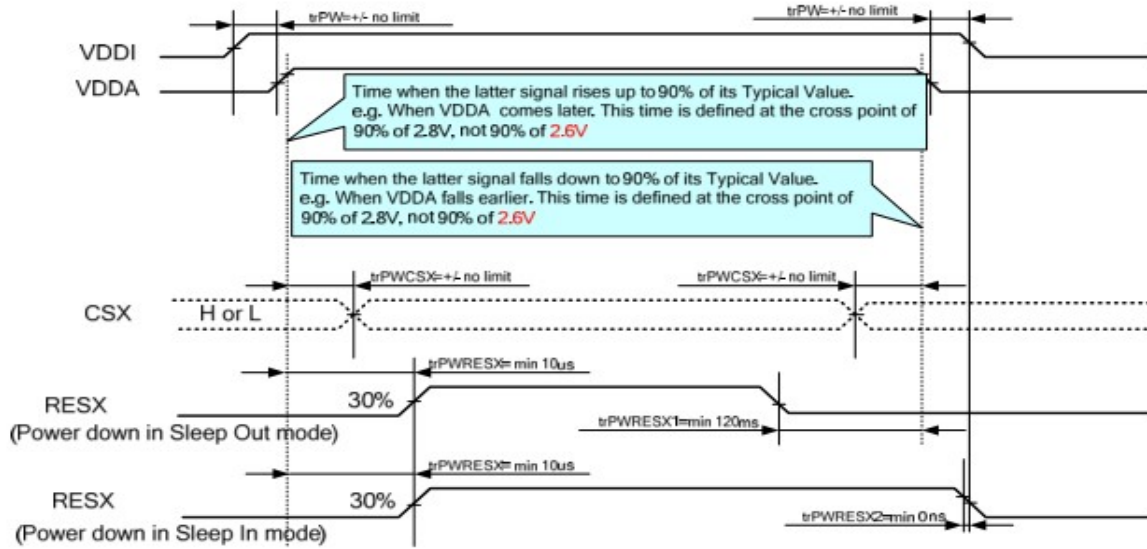 trPW=+/- no limit
trPW=+/- no limit
VDDI
VDDA
Time when the latter signal rises up to 90% of its Typical Value.
e.g. When VDDA comes later. This time is defined at the cross point of
90% of 2.8V, not 90% of 2.6V
Time when the latter signal falls down to 90% of its Typical Value.
e.g. When VDDA falls earlier. This time is defined at the cross point of
90% of 2.8V, not 90% of 2.6V
trPWCSX=+/- no limit
trPWCSX=+/- no limit
CSX
H or L
trPWRESX= min 10us
RESX
30%
(Power down in Sleep Out mode)
trPWRESX1=min 120ms
trPWRESX= min 10us
RESX
30%
(Power down in Sleep In mode)
trPWRESX2=min 0ns